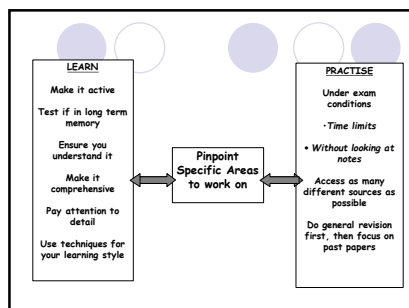 LEARN
Make it active
Test if in long term
memory
Ensure you
understand it
Make it
comprehensive
Pay attention to
detail
Use techniques for
your learning style
Pinpoint
Specific Areas
to work on
PRACTISE
Under exam
conditions
•Time limits
• Without looking at
notes
Access as many
different sources as
possible
Do general revision
first, then focus on
past papers